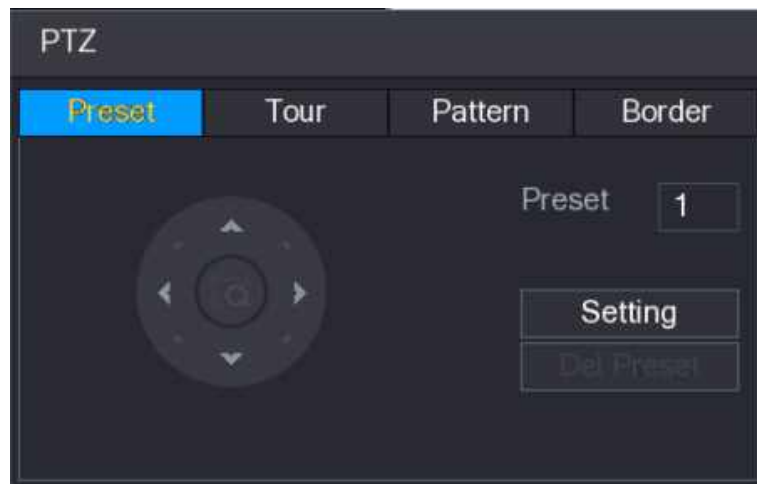 PTZ
Preset Tour Pattern Border
Preset 1
Setting
Del Preset